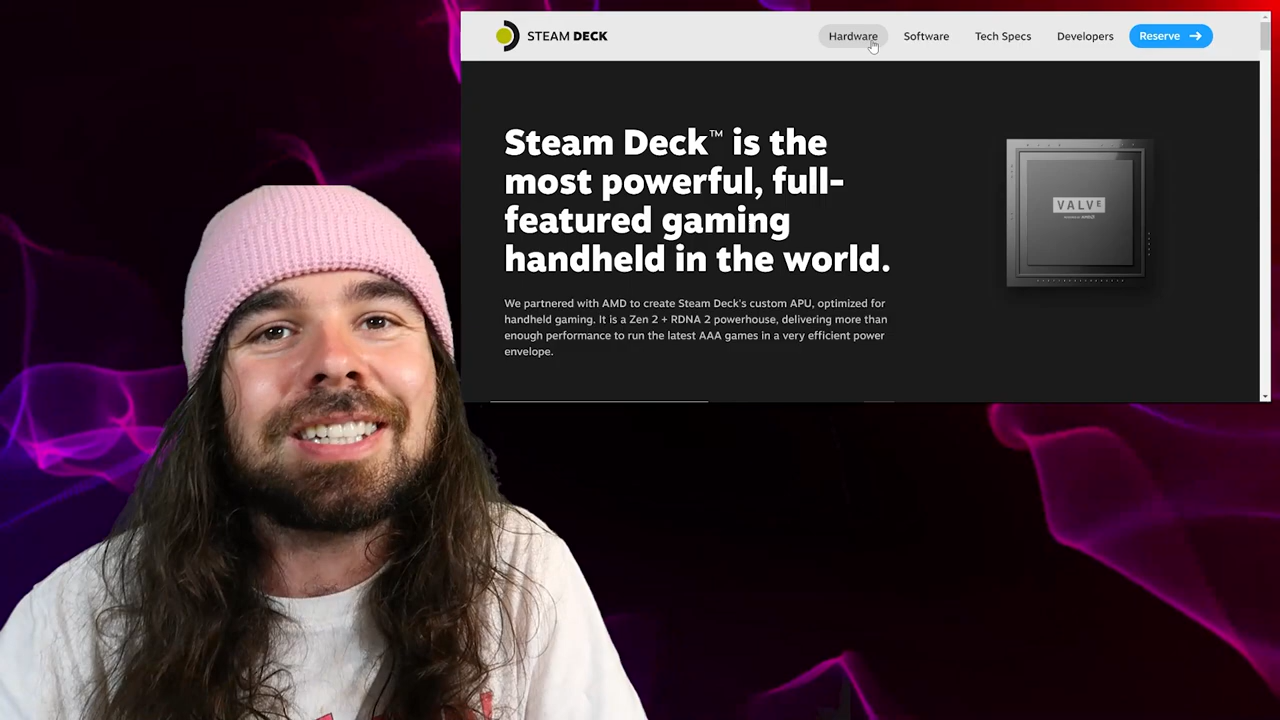 STEAM DECK
Hardware
Software
Tech Specs
Developers
Reserve →
Steam Deck™ is the
most powerful, full-
featured gaming
handheld in the world.
We partnered with AMD to create Steam Deck's custom APU, optimized for
handheld gaming. It is a Zen 2 + RDNA 2 powerhouse, delivering more than
enough performance to run the latest AAA games in a very efficient power
envelope.
VALVE